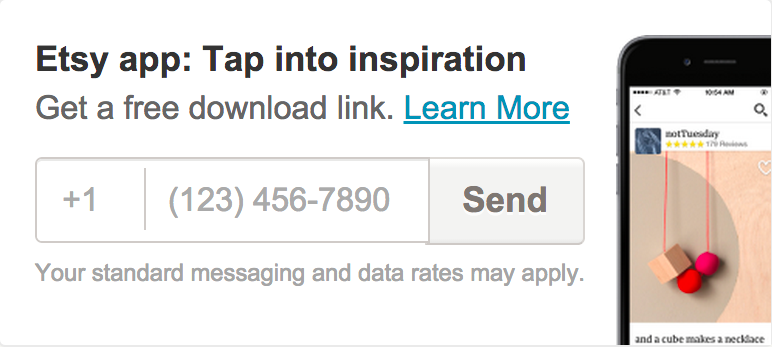 Etsy app: Tap into inspiration
Get a free download link. Learn More
+1 (123) 456-7890 Send
Your standard messaging and data rates may apply.
AT&T 10:54 AM
notTuesday
179 Reviews
and a cube makes a necklace